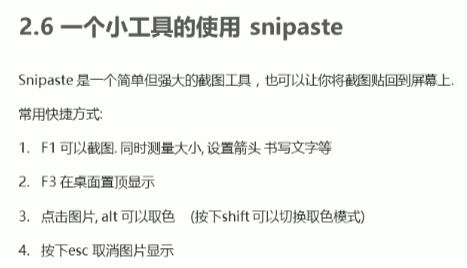 2.6 一个小工具的使用 snipaste
Snipaste 是一个简单但强大的截图工具，也可以让你将截图贴回到屏幕上.
常用快捷方式:
1. F1 可以截图. 同时测量大小, 设置箭头 书写文字等
2. F3 在桌面置顶显示
3. 点击图片, alt 可以取色 (按下shift 可以切换取色模式)
4. 按下esc 取消图片显示